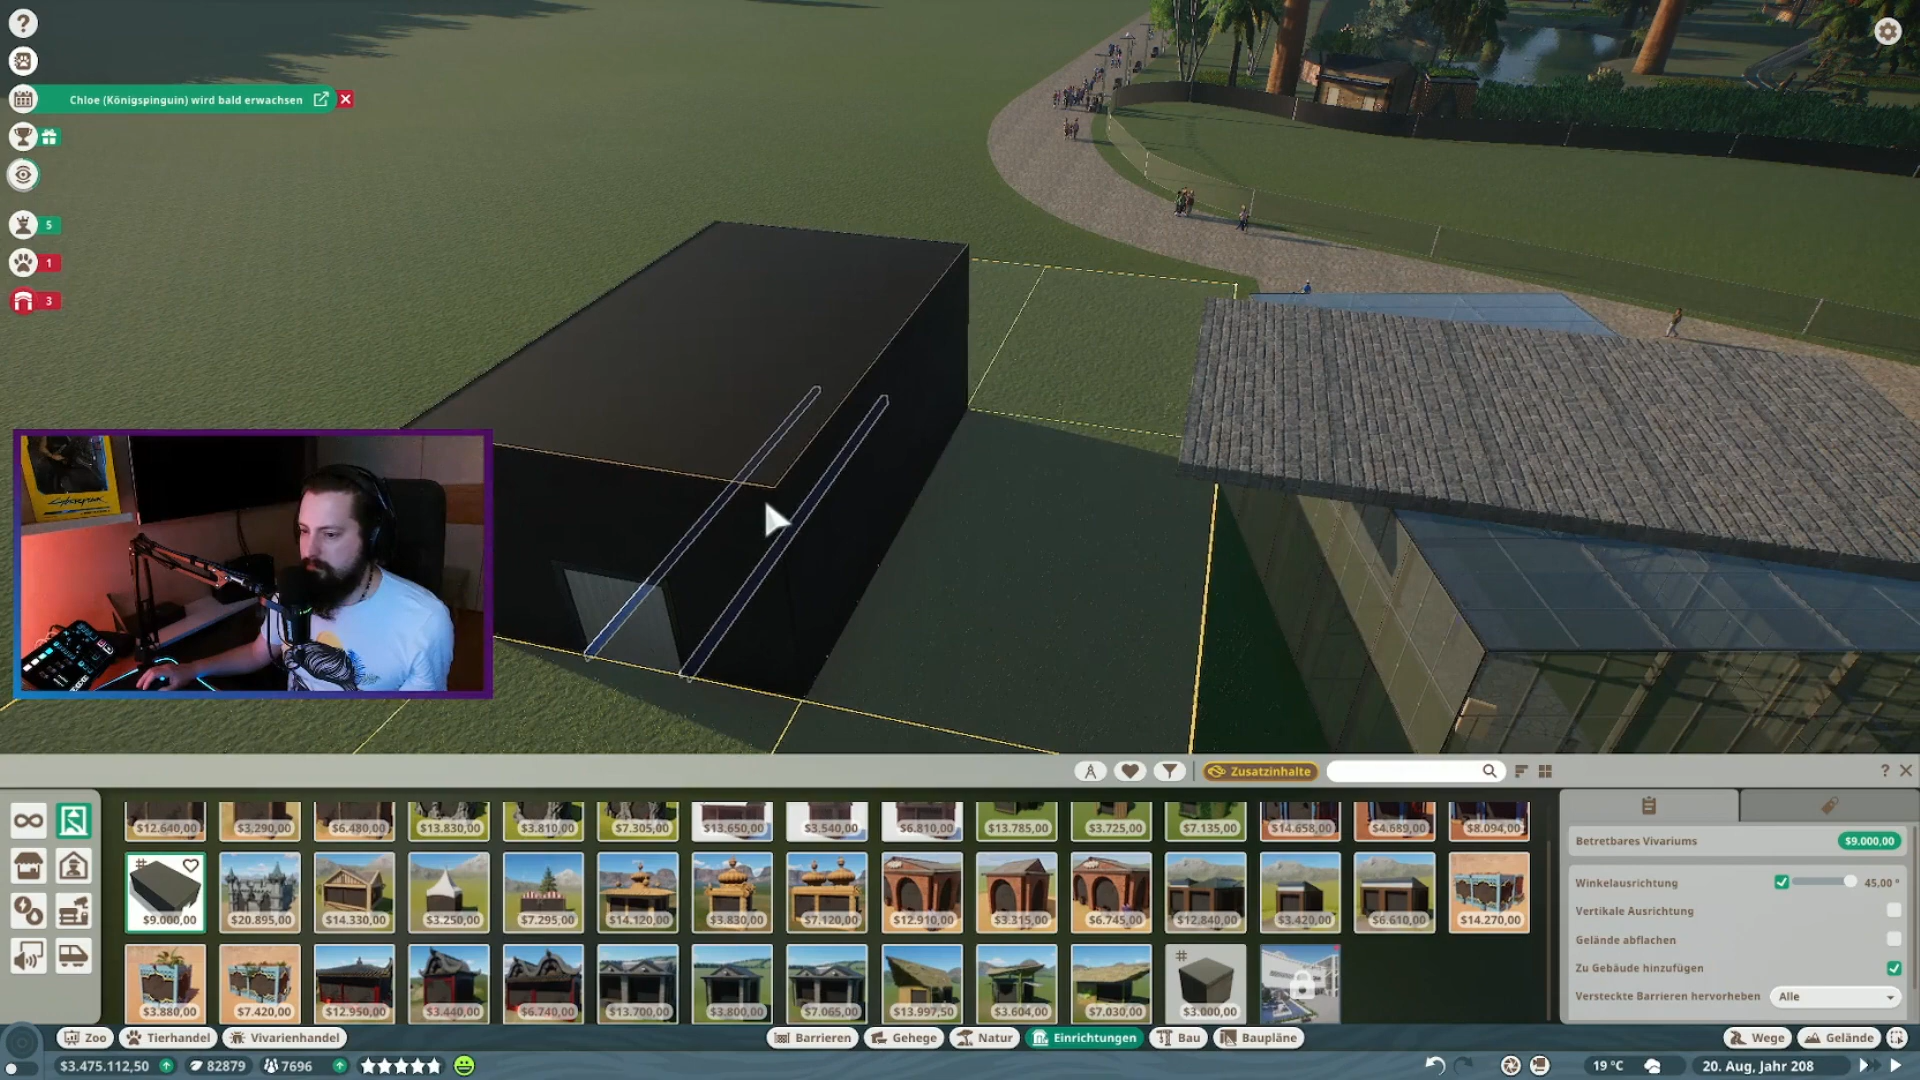 Chloe (Königspinguin) wird bald erwachsen
5
1
3
Zusatzinhalte
$12.640,00 $3.290,00 $6.480,00 $13.830,00 $3.810,00 $7.305,00 $13.650,00 $3.540,00 $6.810,00 $13.785,00 $3.725,00 $7.135,00 $14.658,00 $4.689,00 $8.094,00
$9.000,00 $20.895,00 $14.330,00 $3.250,00 $7.295,00 $14.120,00 $3.830,00 $7.120,00 $12.910,00 $3.315,00 $6.745,00 $12.840,00 $3.420,00 $6.610,00 $14.270,00
$3.880,00 $7.420,00 $12.950,00 $3.440,00 $6.740,00 $13.700,00 $3.800,00 $7.065,00 $13.997,50 $3.604,00 $7.030,00 $3.000,00
Betretbares Vivariums $9.000,00
Winkelausrichtung 45,00 °
Vertikale Ausrichtung
Gelände abflachen
Zu Gebäude hinzufügen
Versteckte Barrieren hervorheben Alle
Zoo Tierhandel Vivarienhandel Barrieren Gehege Natur Einrichtungen Bau Baupläne Wege Gelände
$3.475.112,50 82879 7696 19 °C 20. Aug, Jahr 208